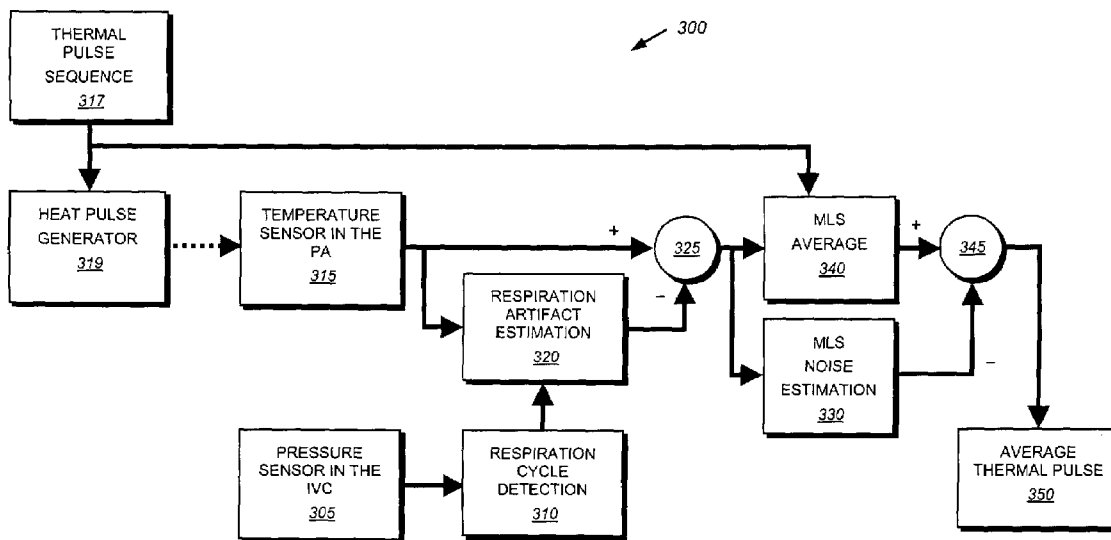 THERMAL
PULSE
SEQUENCE
317
300
HEAT PULSE
GENERATOR
319
TEMPERATURE
SENSOR IN THE
PA
315
+
325
−
MLS
AVERAGE
340
+
345
−
RESPIRATION
ARTIFACT
ESTIMATION
320
MLS
NOISE
ESTIMATION
330
PRESSURE
SENSOR IN THE
IVC
305
RESPIRATION
CYCLE
DETECTION
310
AVERAGE
THERMAL PULSE
350